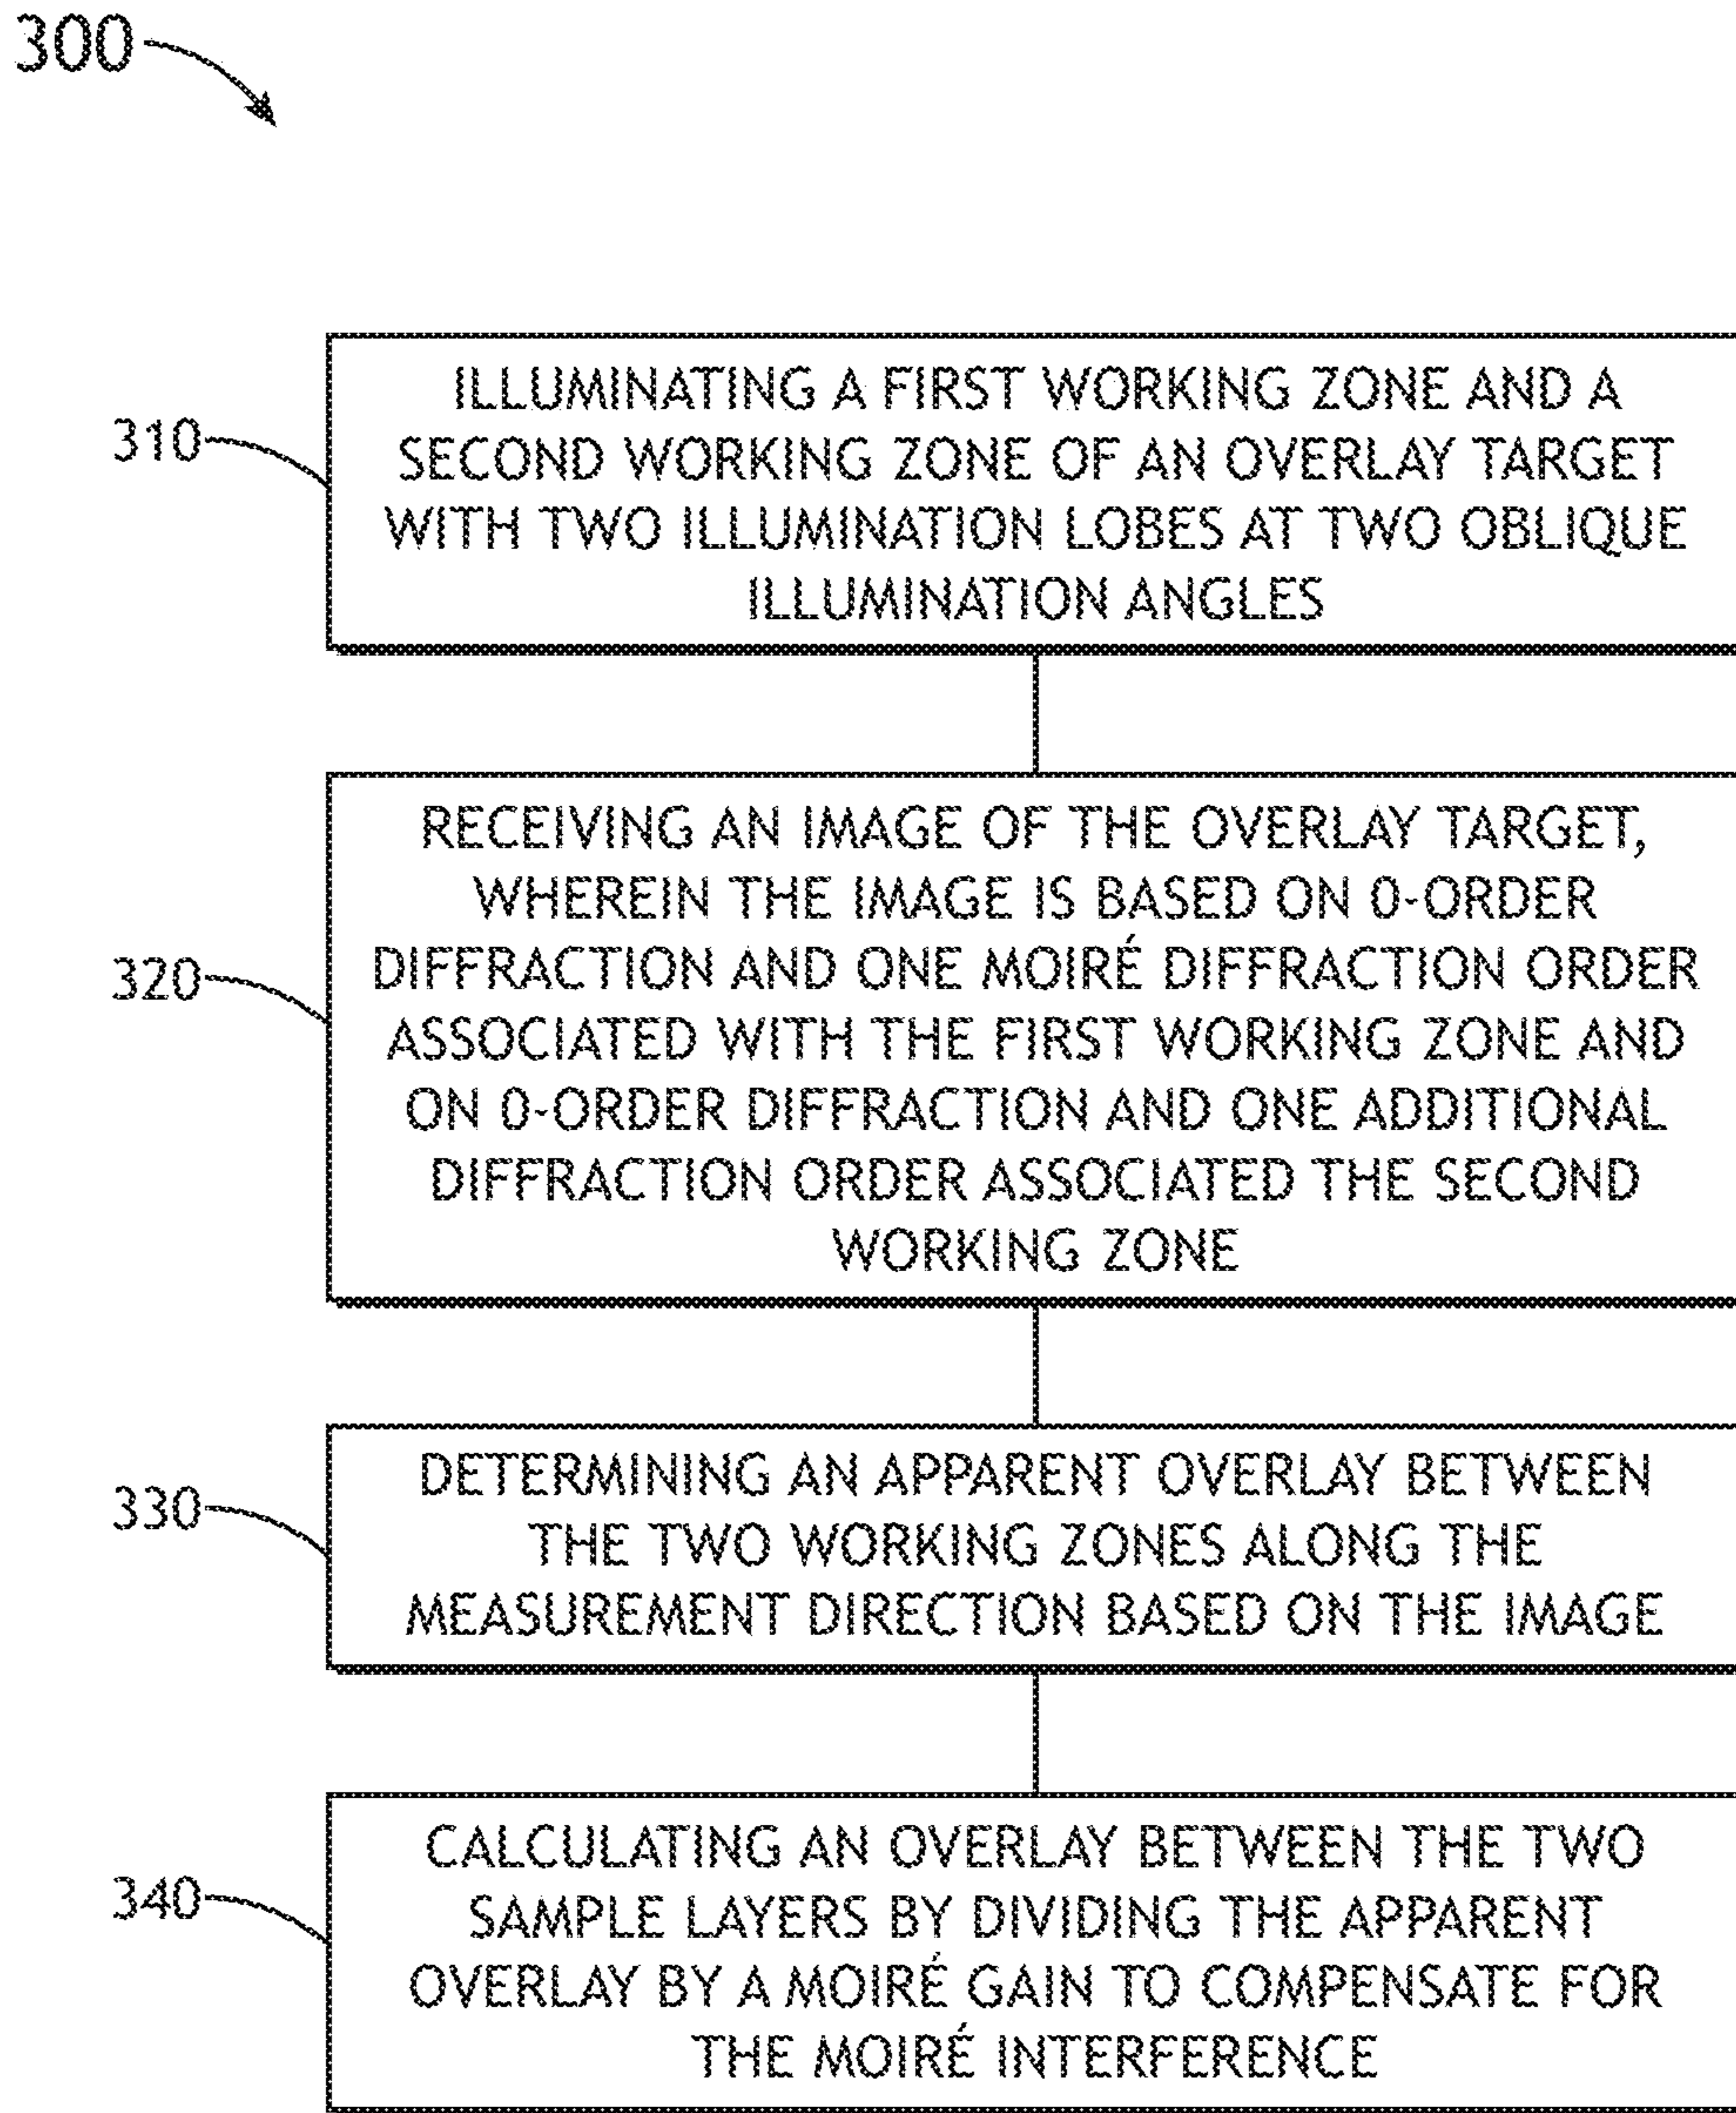 300
310
ILLUMINATING A FIRST WORKING ZONE AND A
SECOND WORKING ZONE OF AN OVERLAY TARGET
WITH TWO ILLUMINATION LOBES AT TWO OBLIQUE
ILLUMINATION ANGLES
320
RECEIVING AN IMAGE OF THE OVERLAY TARGET,
WHEREIN THE IMAGE IS BASED ON 0-ORDER
DIFFRACTION AND ONE MOIRÉ DIFFRACTION ORDER
ASSOCIATED WITH THE FIRST WORKING ZONE AND
ON 0-ORDER DIFFRACTION AND ONE ADDITIONAL
DIFFRACTION ORDER ASSOCIATED THE SECOND
WORKING ZONE
330
DETERMINING AN APPARENT OVERLAY BETWEEN
THE TWO WORKING ZONES ALONG THE
MEASUREMENT DIRECTION BASED ON THE IMAGE
340
CALCULATING AN OVERLAY BETWEEN THE TWO
SAMPLE LAYERS BY DIVIDING THE APPARENT
OVERLAY BY A MOIRÉ GAIN TO COMPENSATE FOR
THE MOIRÉ INTERFERENCE